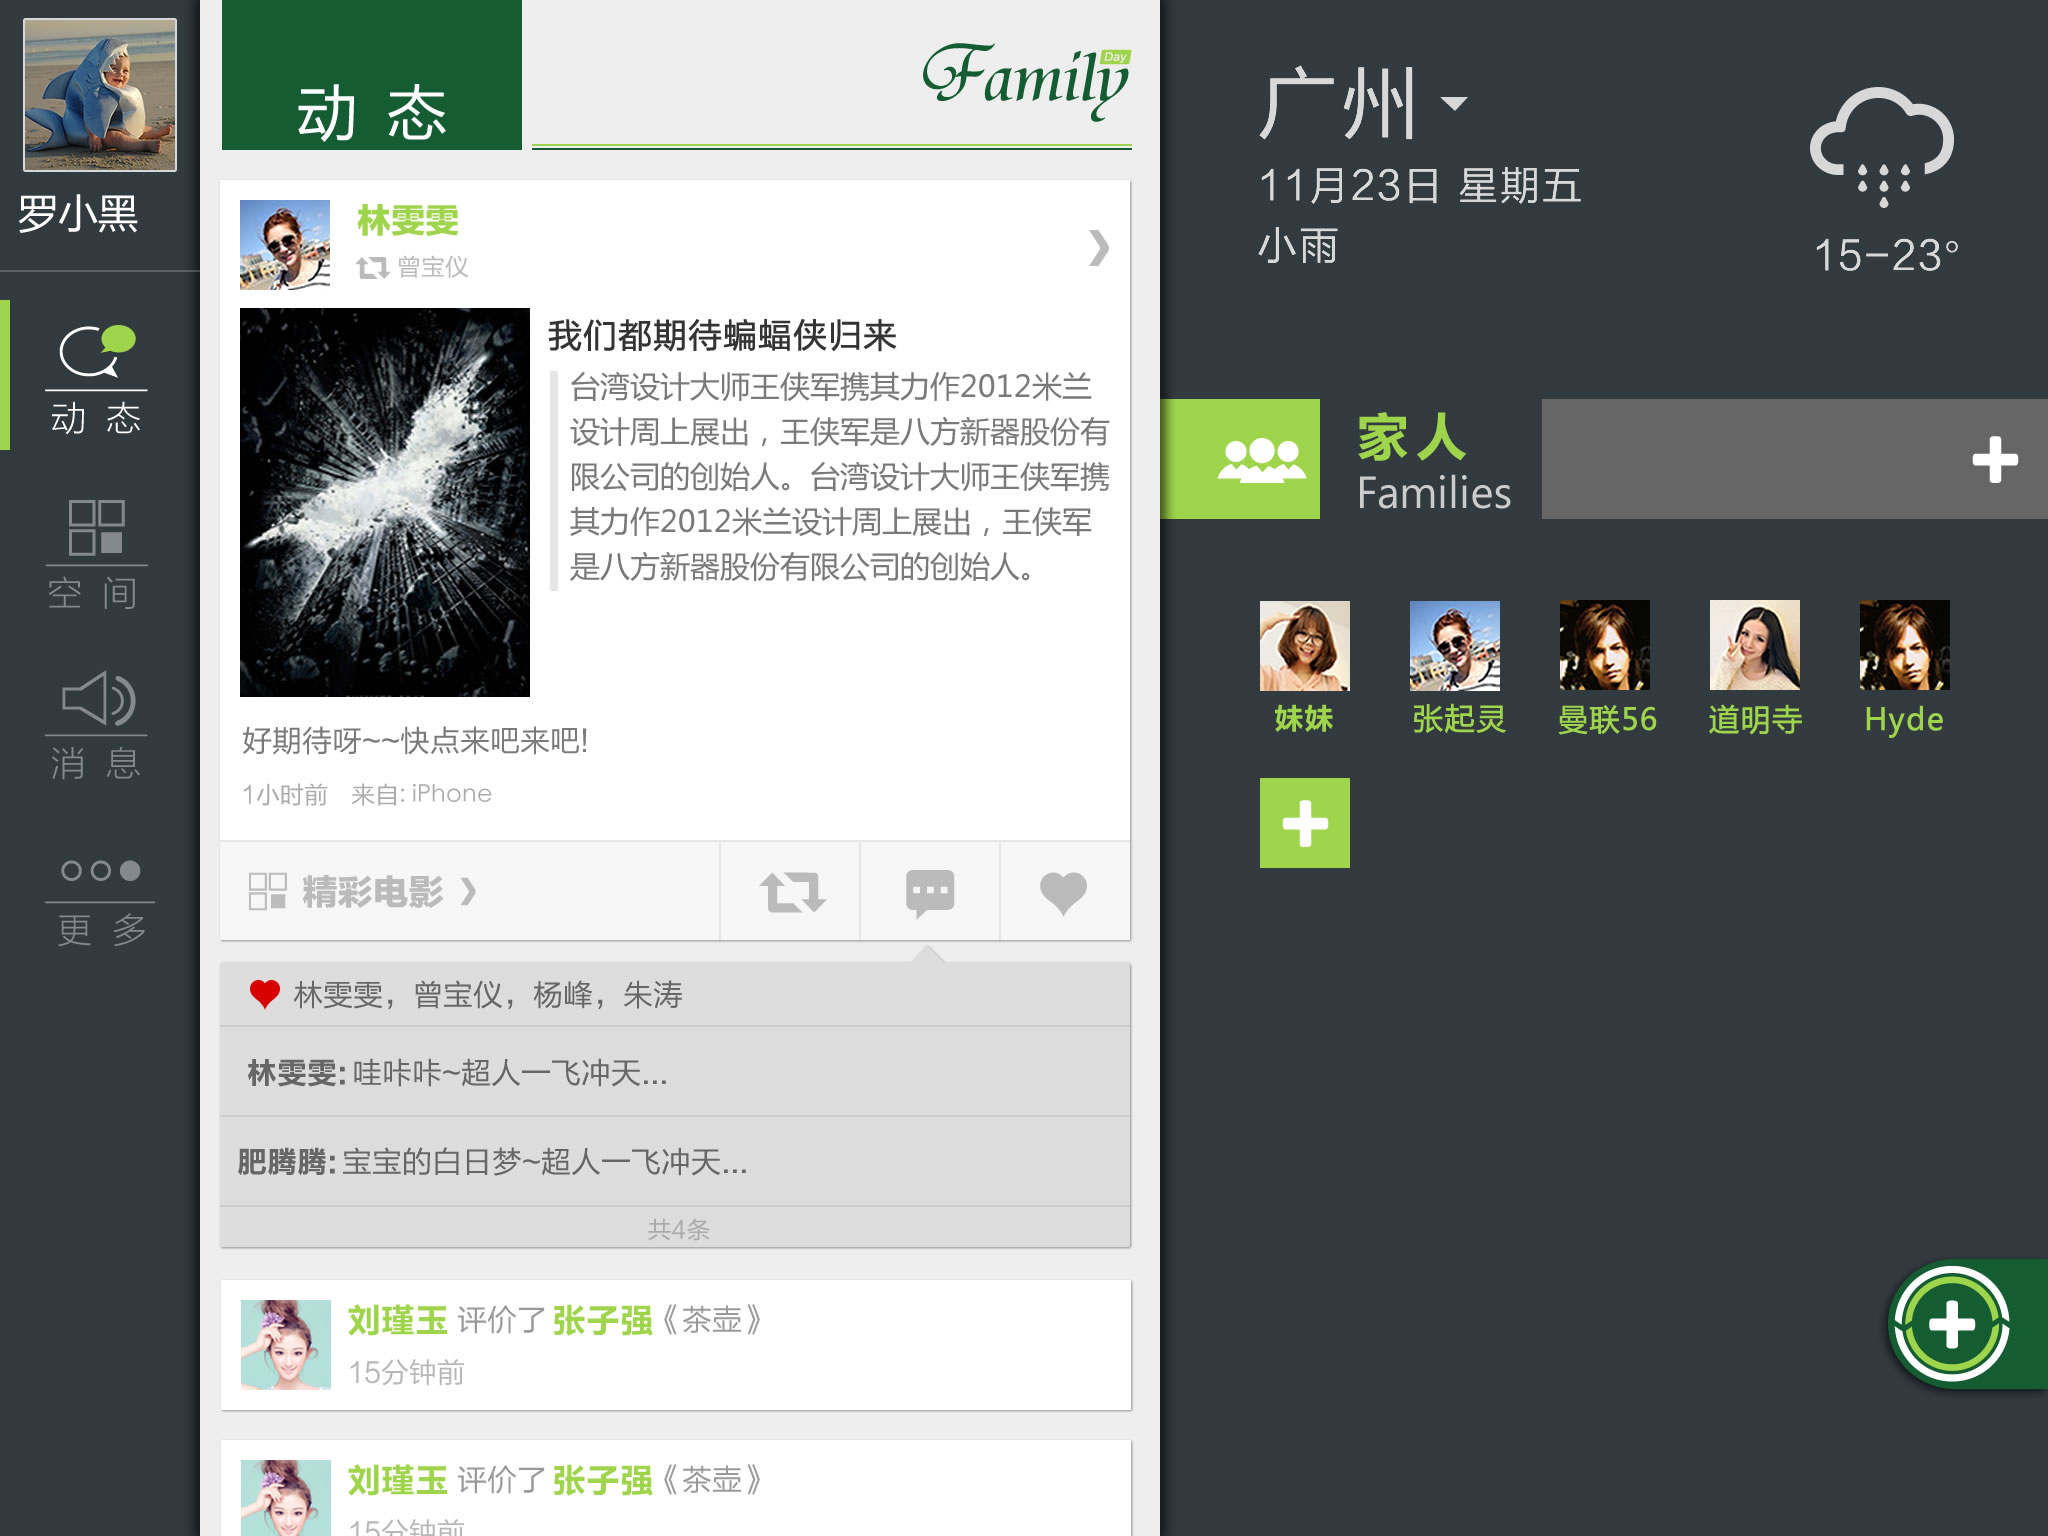 罗小黑
动 态
空 间
消 息
更 多
动 态
Family
Day
林雯雯
曾宝仪
我们都期待蝙蝠侠归来
台湾设计大师王侠军携其力作2012米兰
设计周上展出，王侠军是八方新器股份有
限公司的创始人。台湾设计大师王侠军携
其力作2012米兰设计周上展出，王侠军
是八方新器股份有限公司的创始人。
好期待呀~~快点来吧来吧!
1小时前 来自: iPhone
精彩电影
林雯雯，曾宝仪，杨峰，朱涛
林雯雯: 哇咔咔~超人一飞冲天...
肥腾腾: 宝宝的白日梦~超人一飞冲天...
共4条
刘瑾玉 评价了 张子强《茶壶》
15分钟前
刘瑾玉 评价了 张子强《茶壶》
15分钟前
广州
11月23日 星期五
小雨
15-23°
家人
Families
妹妹
张起灵
曼联56
道明寺
Hyde